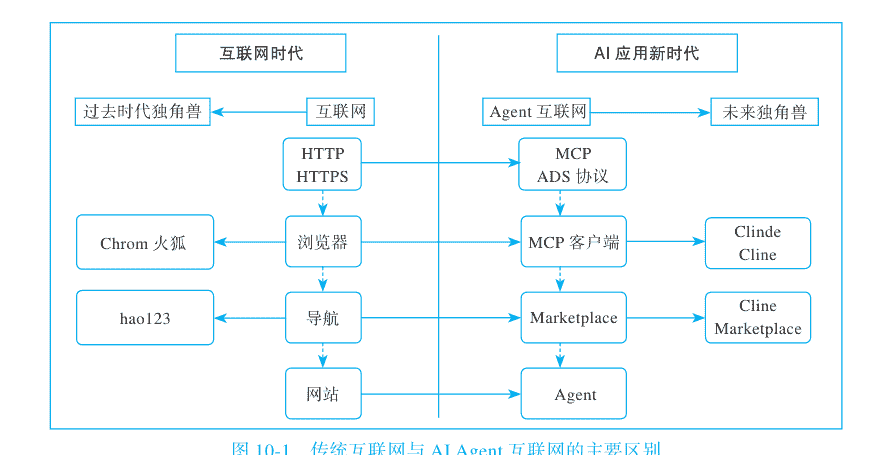 互联网时代
AI 应用新时代
过去时代独角兽
互联网
Agent 互联网
未来独角兽
HTTP
HTTPS
MCP
ADS 协议
Chrom 火狐
浏览器
MCP 客户端
Clinde
Cline
hao123
导航
Marketplace
Cline
Marketplace
网站
Agent
图 10-1 传统互联网与 AI Agent 互联网的主要区别